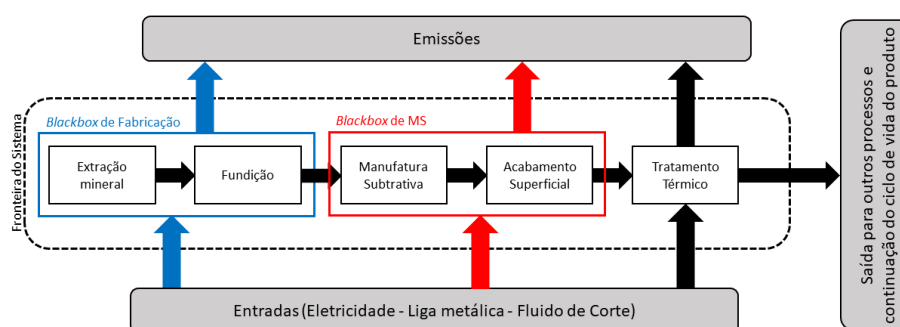 Emissões
Fronteira do Sistema
Blackbox de Fabricação
Blackbox de MS
Extração
mineral
Fundição
Manufatura
Subtrativa
Acabamento
Superficial
Tratamento
Térmico
Entradas (Eletricidade - Liga metálica - Fluido de Corte)
Saída para outros processos e
continuação do ciclo de vida do produto